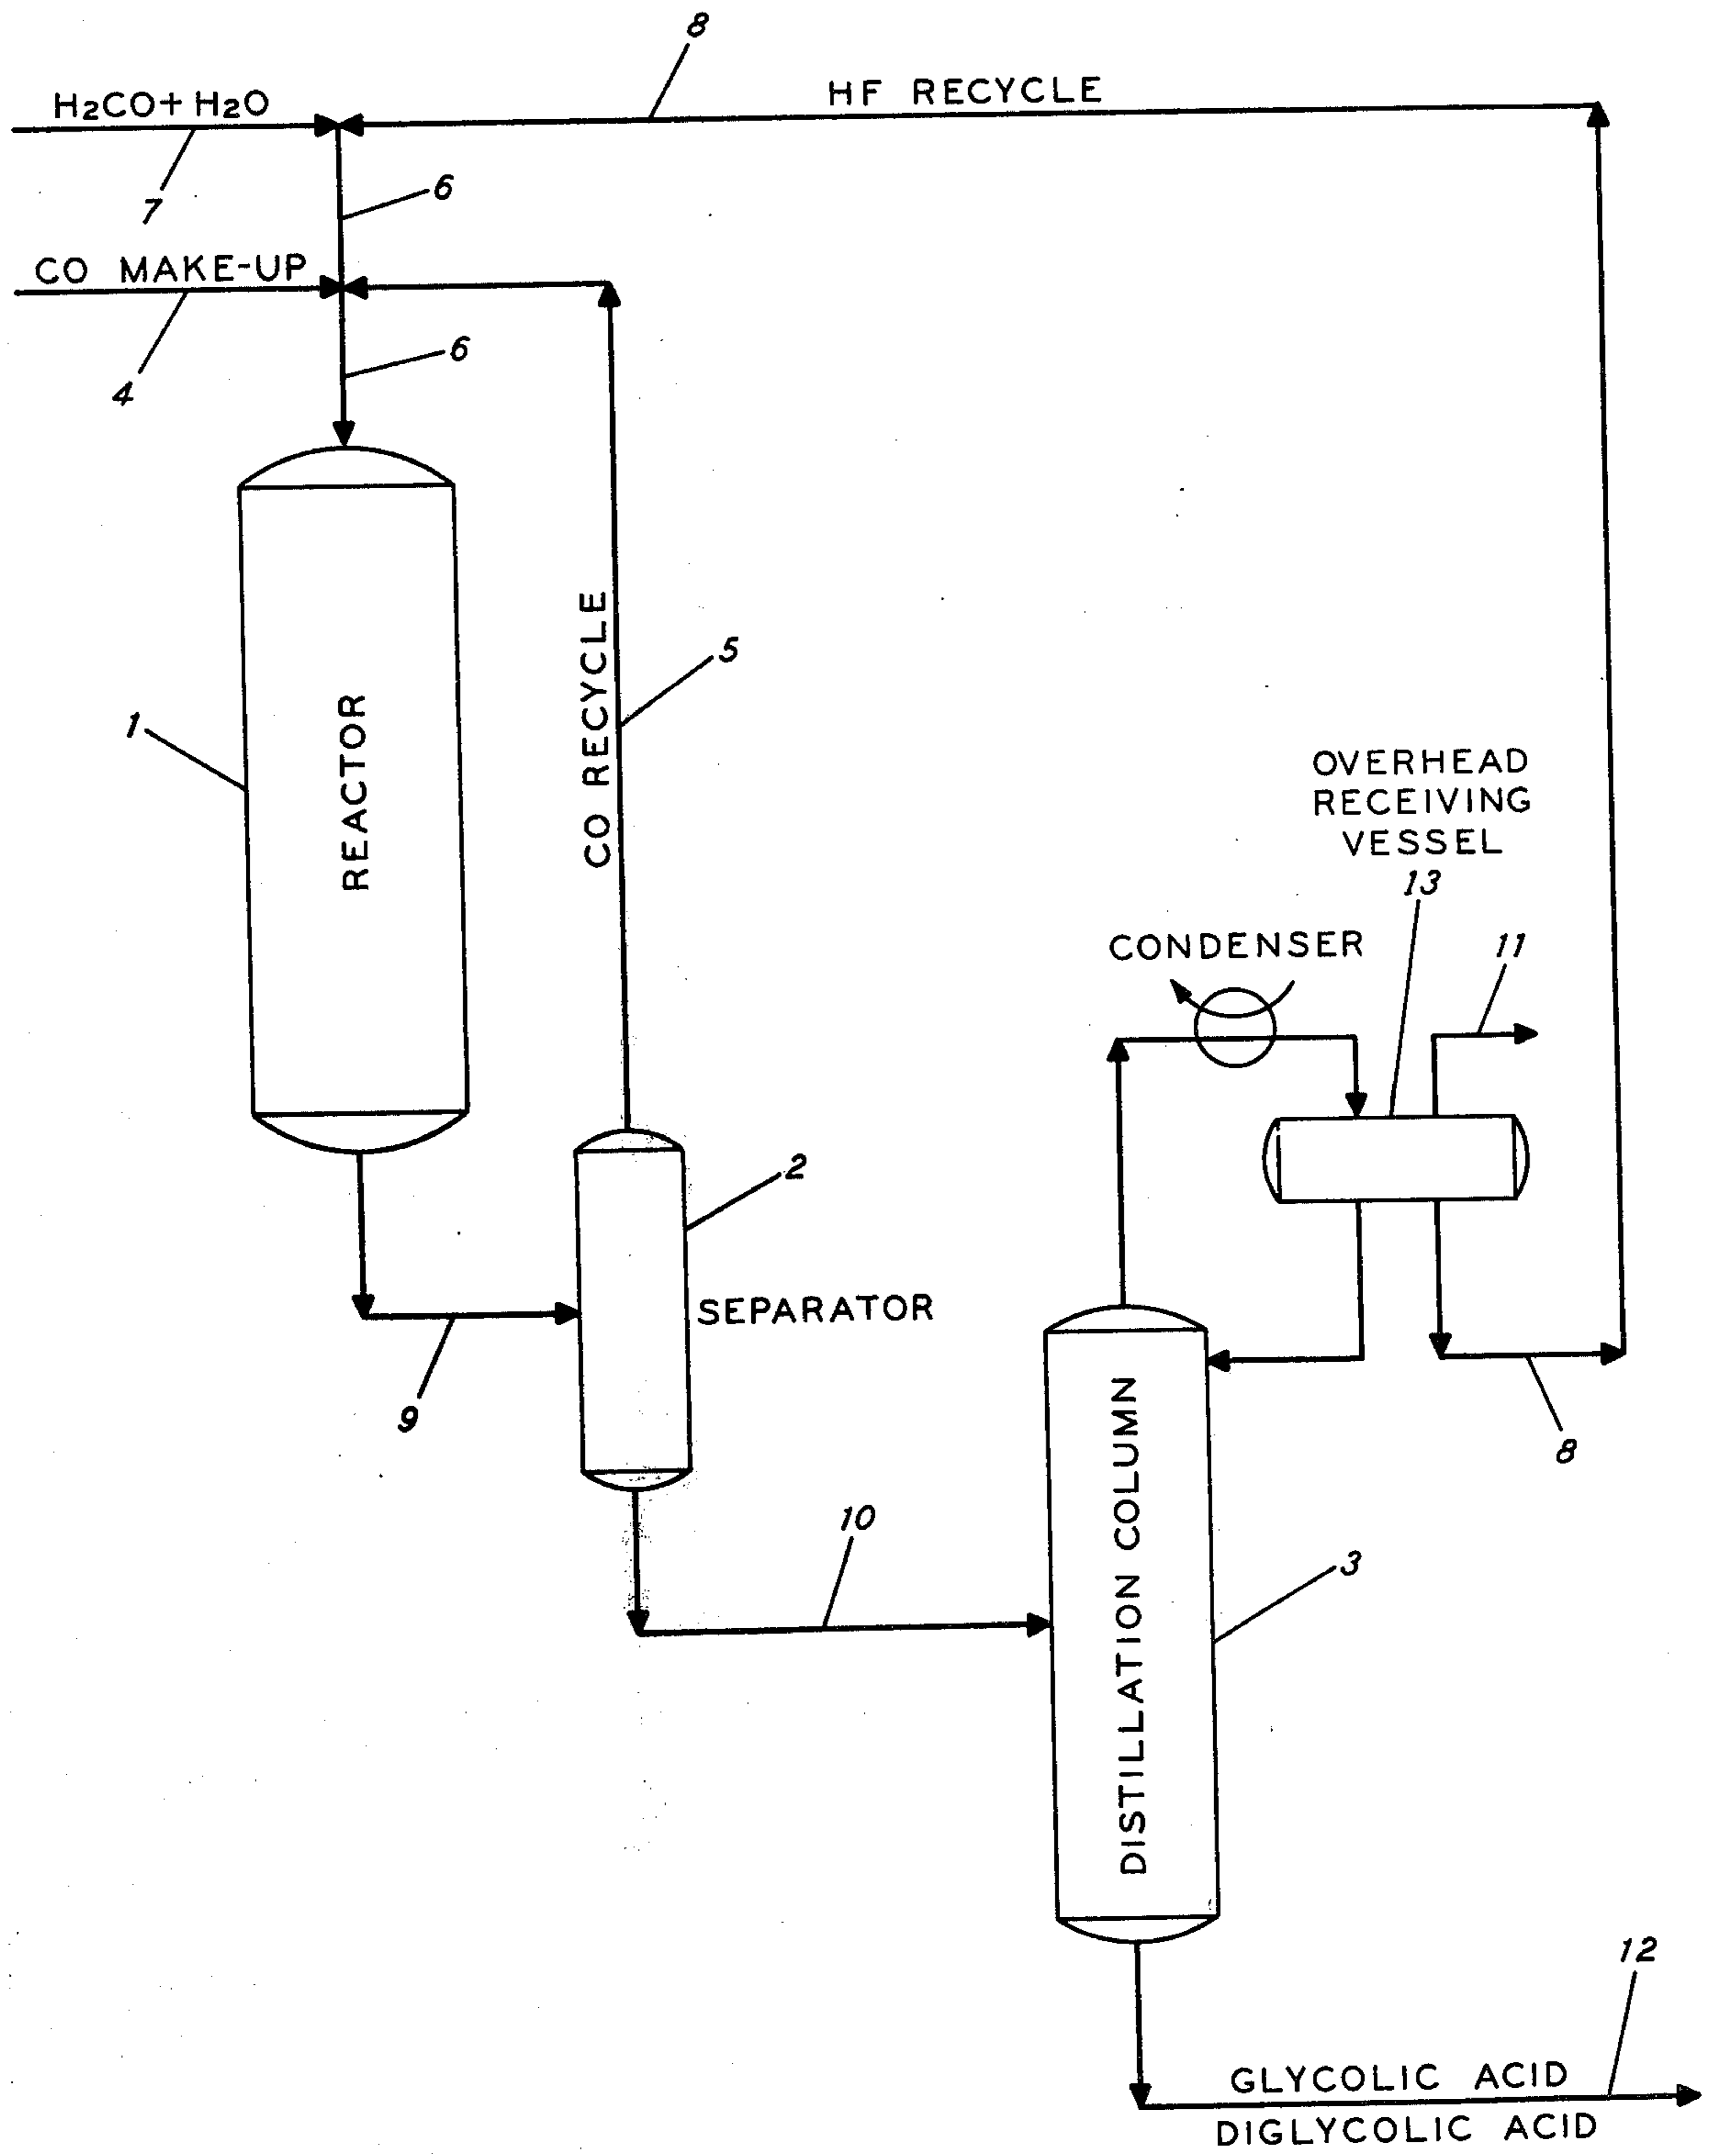 8
HF RECYCLE
H2CO+H2O
7
6
CO MAKE-UP
4
6
CO RECYCLE
5
1
REACTOR
OVERHEAD
RECEIVING
VESSEL
13
CONDENSER
11
2
SEPARATOR
9
8
DISTILLATION COLUMN
10
3
12
GLYCOLIC ACID
DIGLYCOLIC ACID